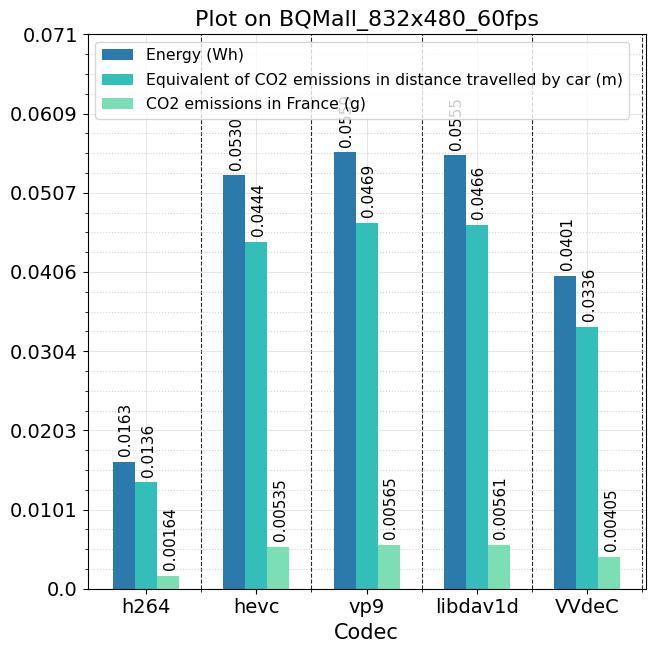 Plot on BQMall_832x480_60fps
Energy (Wh)
Equivalent of CO2 emissions in distance travelled by car (m)
CO2 emissions in France (g)
0.071
0.0609
0.0507
0.0406
0.0304
0.0203
0.0101
0.0
0.0163
0.0136
0.00164
0.0530
0.0444
0.00535
0.0469
0.00565
0.0555
0.0466
0.00561
0.0401
0.0336
0.00405
h264
hevc
vp9
libdav1d
VVdeC
Codec